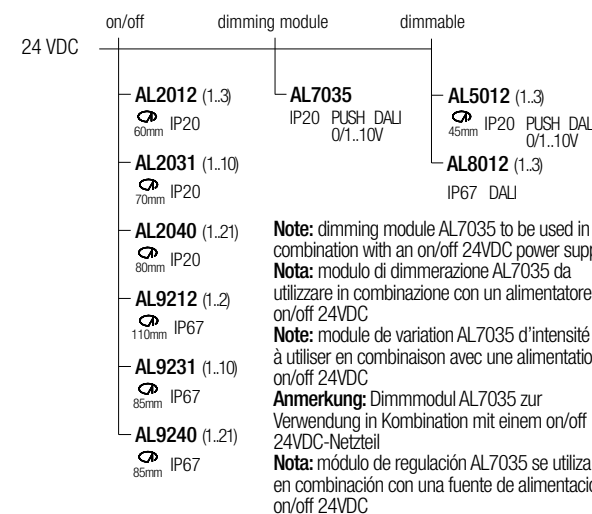 on/off dimming module dimmable
24 VDC
AL2012 (1..3)
60mm IP20
AL2031 (1..10)
70mm IP20
AL2040 (1..21)
80mm IP20
AL9212 (1..2)
110mm IP67
AL9231 (1..10)
85mm IP67
AL9240 (1..21)
85mm IP67
AL7035
IP20 PUSH DALI
0/1..10V
AL5012 (1..3)
45mm IP20 PUSH DAL
0/1..10V
AL8012 (1..3)
IP67 DALI
Note: dimming module AL7035 to be used in
combination with an on/off 24VDC power supp
Nota: modulo di dimmerazione AL7035 da
utilizzare in combinazione con un alimentatore
on/off 24VDC
Note: module de variation AL7035 d’intensité
à utiliser en combinaison avec une alimentatio
on/off 24VDC
Anmerkung: Dimmmodul AL7035 zur
Verwendung in Kombination mit einem on/off
24VDC-Netzteil
Nota: módulo de regulación AL7035 se utiliza
en combinación con una fuente de alimentació
on/off 24VDC